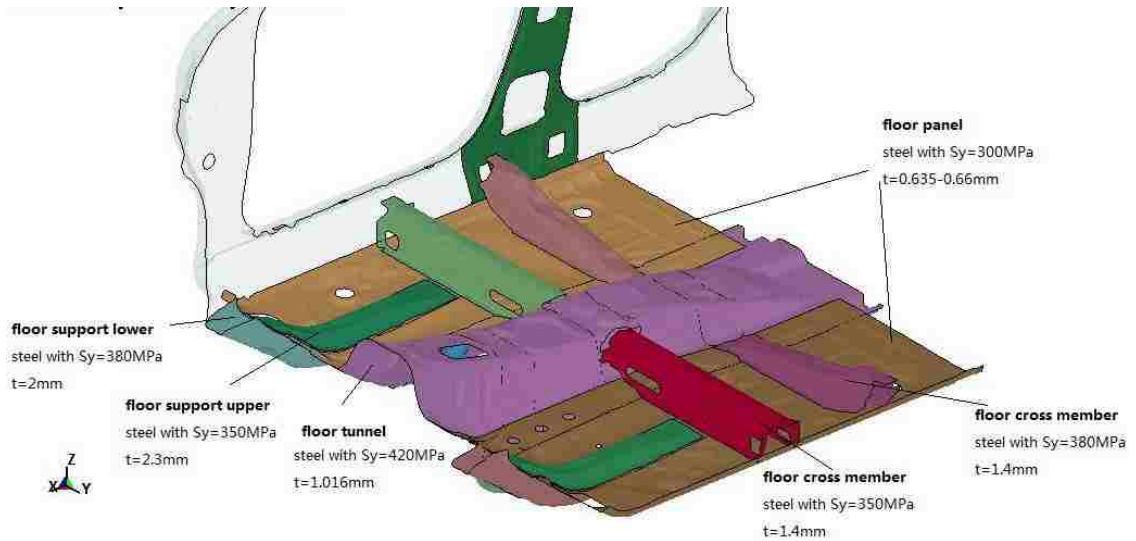 floor panel
steel with Sy=300MPa
t=0.635-0.66mm
floor support lower
steel with Sy=380MPa
t=2mm
floor support upper
steel with Sy=350MPa
t=2.3mm
floor tunnel
steel with Sy=420MPa
t=1.016mm
floor cross member
steel with Sy=380MPa
t=1.4mm
floor cross member
steel with Sy=350MPa
t=1.4mm
Z
X
Y